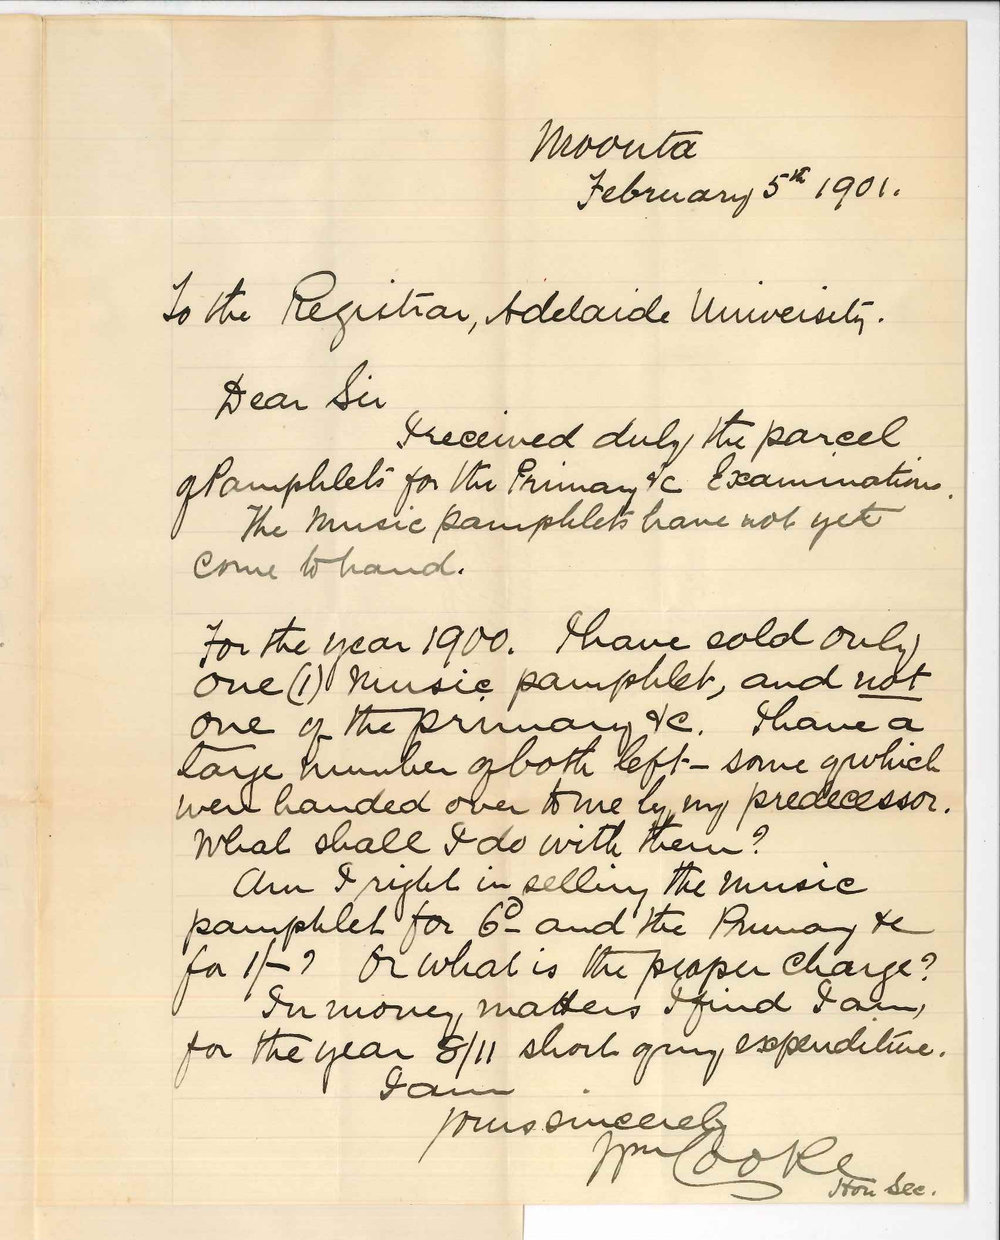 Moonta
February 5th 1901.
To the Registrar, Adelaide University.
Dear Sir
I received duly the parcel
of Pamphlets for the Primary &c Examinations.
The Music pamphlets have not yet
come to hand.
For the year 1900. I have sold only
one (1) Music pamphlet, and not
one of the primary &c. I have a
large number of both left – some of which
were handed over to me by my predecessor.
What shall I do with them?
Am I right in selling the music
pamphlet for 6d and the Primary &c
for 1/-? Or what is the proper charge?
In money matters I find I am,
for the year 8/11 short of my expenditure.
I am
Yours sincerely
Wm Cooke
Hon Sec.